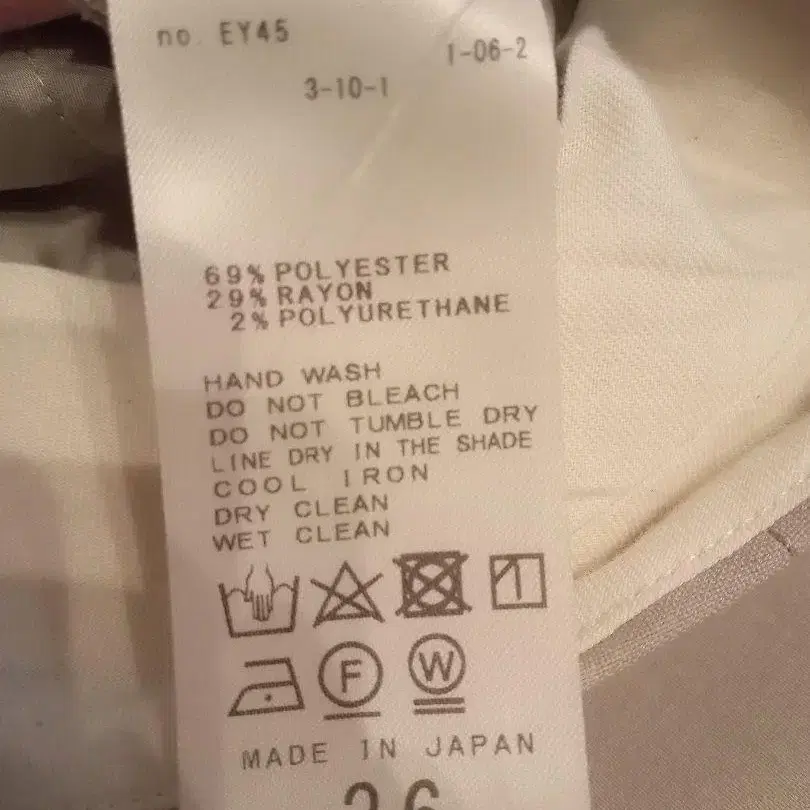 no. EY45
1-06-2
3-10-1
69% POLYESTER
29% RAYON
2% POLYURETHANE
HAND WASH
DO NOT BLEACH
DO NOT TUMBLE DRY
LINE DRY IN THE SHADE
COOL IRON
DRY CLEAN
WET CLEAN
F W
MADE IN JAPAN